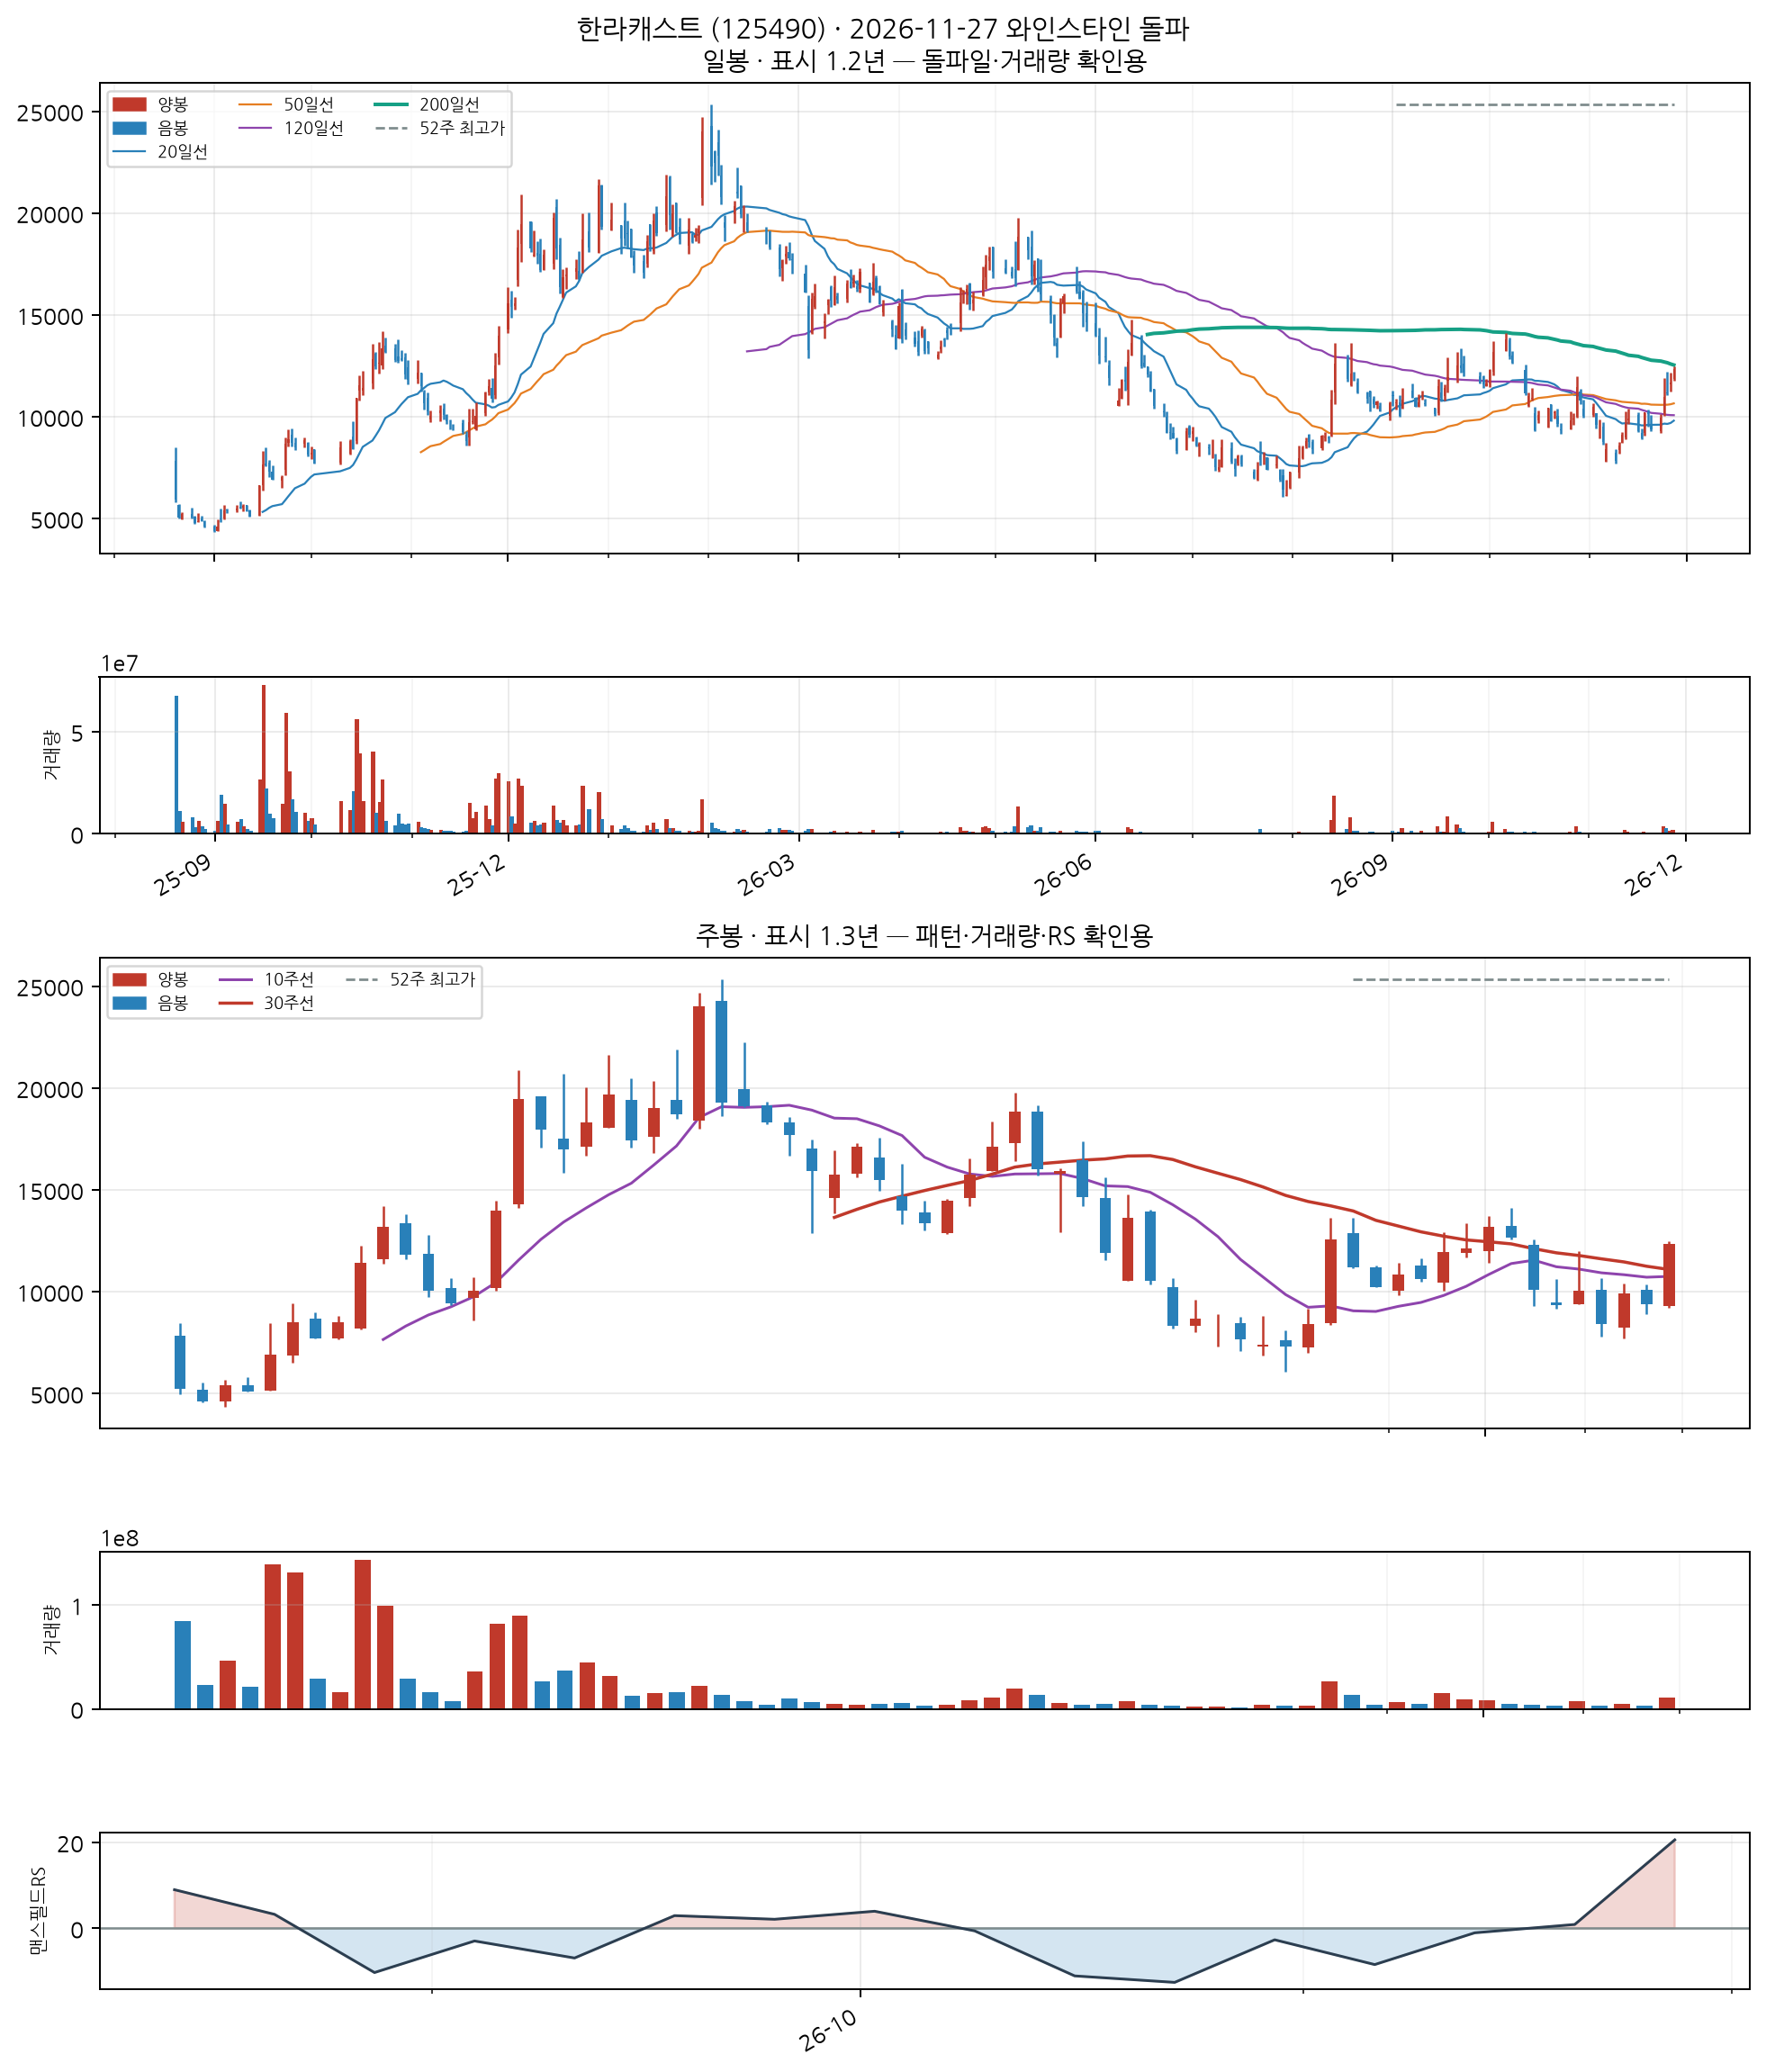 한라캐스트 (125490) · 2026-11-27 와인스타인 돌파
일봉 · 표시 1.2년 — 돌파일·거래량 확인용
양봉
음봉
20일선
50일선
120일선
200일선
52주 최고가
25000
20000
15000
10000
5000
1e7
거래량
5
0
25-09
25-12
26-03
26-06
26-09
26-12
주봉 · 표시 1.3년 — 패턴·거래량·RS 확인용
양봉
음봉
10주선
30주선
52주 최고가
25000
20000
15000
10000
5000
1e8
거래량
1
0
맨스필드RS
20
0
26-10